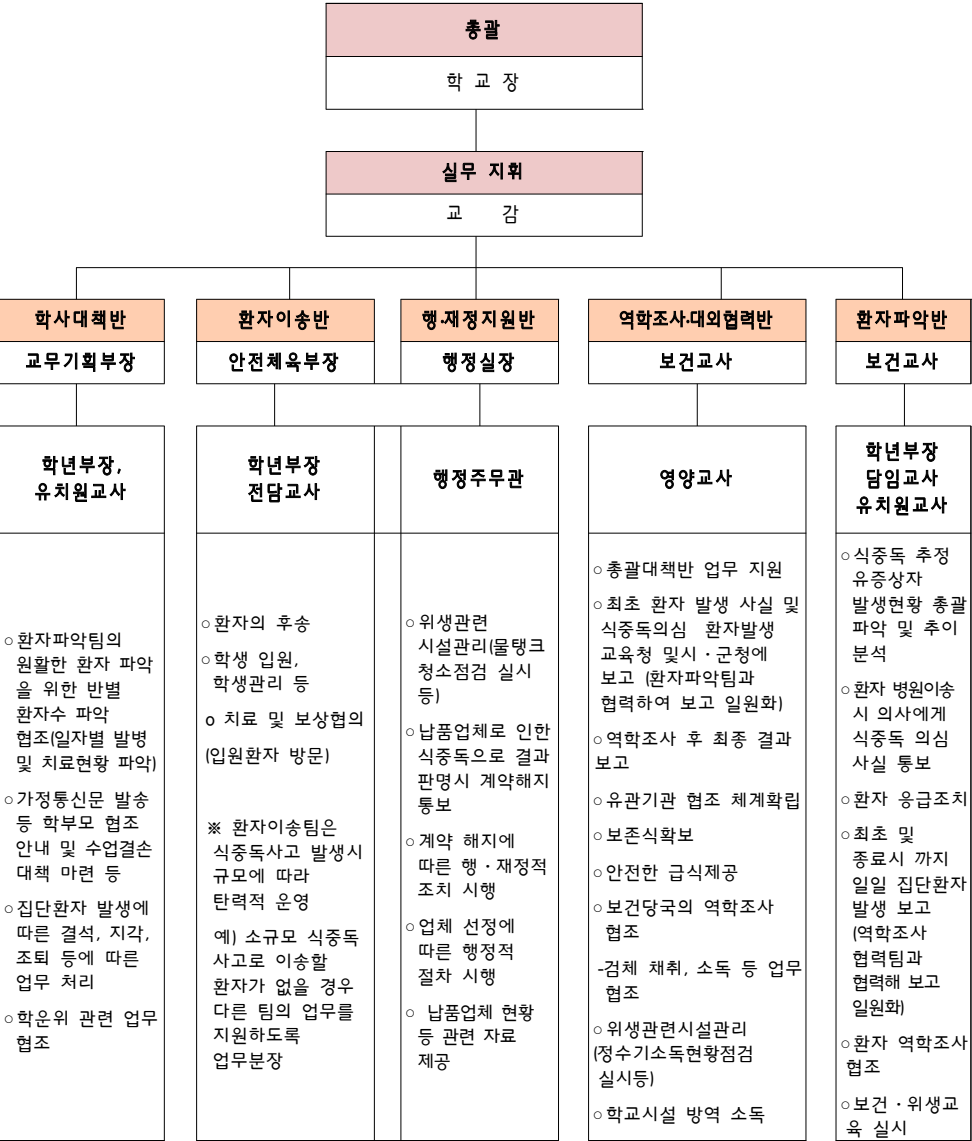 총괄
학 교 장
실무 지휘
교 감
학사대책반
교무기획부장
학년부장,
유치원교사
○환자파악팀의
원활한 환자 파악
을 위한 반별
환자수 파악
협조(일자별 발병
및 치료현황 파악)
○가정통신문 발송
등 학부모 협조
안내 및 수업결손
대책 마련 등
○집단환자 발생에
따른 결석, 지각,
조퇴 등에 따른
업무 처리
○학운위 관련 업무
협조
환자이송반
안전체육부장
학년부장
전담교사
○환자의 후송
○학생 입원,
학생관리 등
o 치료 및 보상협의
(입원환자 방문)
※ 환자이송팀은
식중독사고 발생시
규모에 따라
탄력적 운영
예) 소규모 식중독
사고로 이송할
환자가 없을 경우
다른 팀의 업무를
지원하도록
업무분장
행·재정지원반
행정실장
행정주무관
○위생관련
시설관리(물탱크
청소점검 실시
등)
○납품업체로 인한
식중독으로 결과
판명시 계약해지
통보
○계약 해지에
따른 행·재정적
조치 시행
○업체 선정에
따른 행정적
절차 시행
○ 납품업체 현황
등 관련 자료
제공
역학조사·대외협력반
보건교사
영양교사
○총괄대책반 업무 지원
○최초 환자 발생 사실 및
식중독의심 환자발생
교육청 및시·군청에
보고 (환자파악팀과
협력하여 보고 일원화)
○역학조사 후 최종 결과
보고
○유관기관 협조 체계확립
○보존식확보
○안전한 급식제공
○보건당국의 역학조사
협조
-검체 채취, 소독 등 업무
협조
○위생관련시설관리
(정수기소독현황점검
실시등)
○학교시설 방역 소독
환자파악반
보건교사
학년부장
담임교사
유치원교사
○식중독 추정
유증상자
발생현황 총괄
파악 및 추이
분석
○환자 병원이송
시 의사에게
식중독 의심
사실 통보
○환자 응급조치
○최초 및
종료시 까지
일일 집단환자
발생 보고
(역학조사
협력팀과
협력해 보고
일원화)
○환자 역학조사
협조
○보건·위생교
육 실시